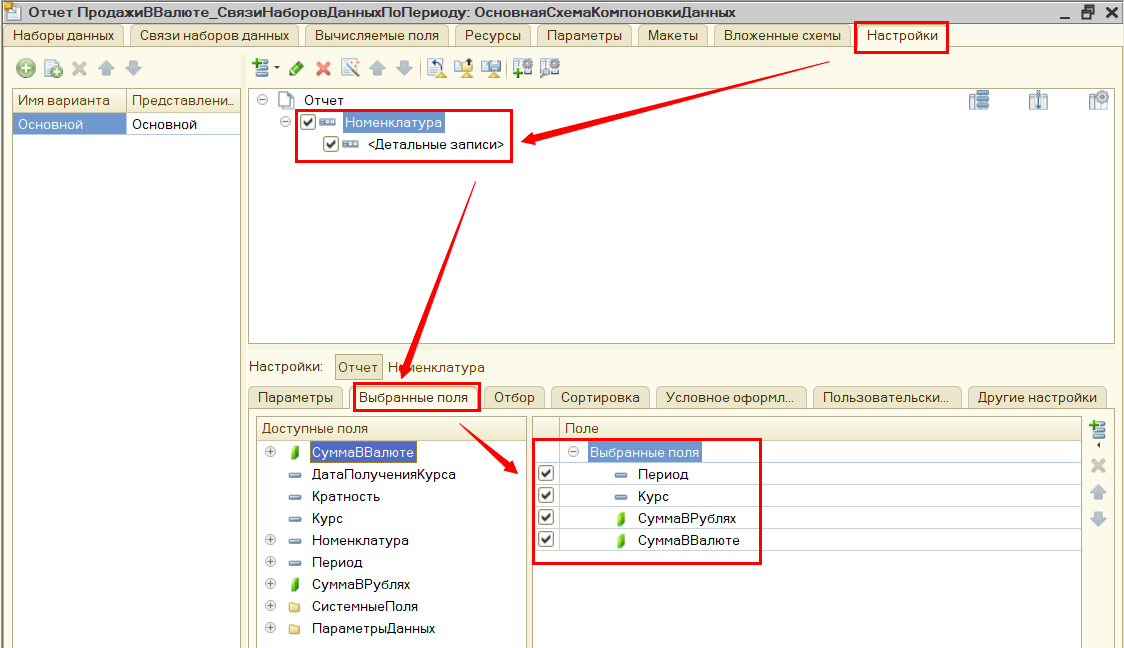 Отчет ПродажиВВалюте_СвязиНаборовДанныхПоПериоду: ОсновнаяСхемаКомпоновкиДанных
Наборы данных Связи наборов данных Вычисляемые поля Ресурсы Параметры Макеты Вложенные схемы Настройки
Имя варианта Представлени...
Основной Основной
Отчет
Номенклатура
<Детальные записи>
Настройки: Отчет Номенклатура
Параметры Выбранные поля Отбор Сортировка Условное оформл... Пользовательски... Другие настройки
Доступные поля
СуммаВВалюте
ДатаПолученияКурса
Кратность
Курс
Номенклатура
Период
СуммаВРублях
СистемныеПоля
ПараметрыДанных
Поле
Выбранные поля
Период
Курс
СуммаВРублях
СуммаВВалюте